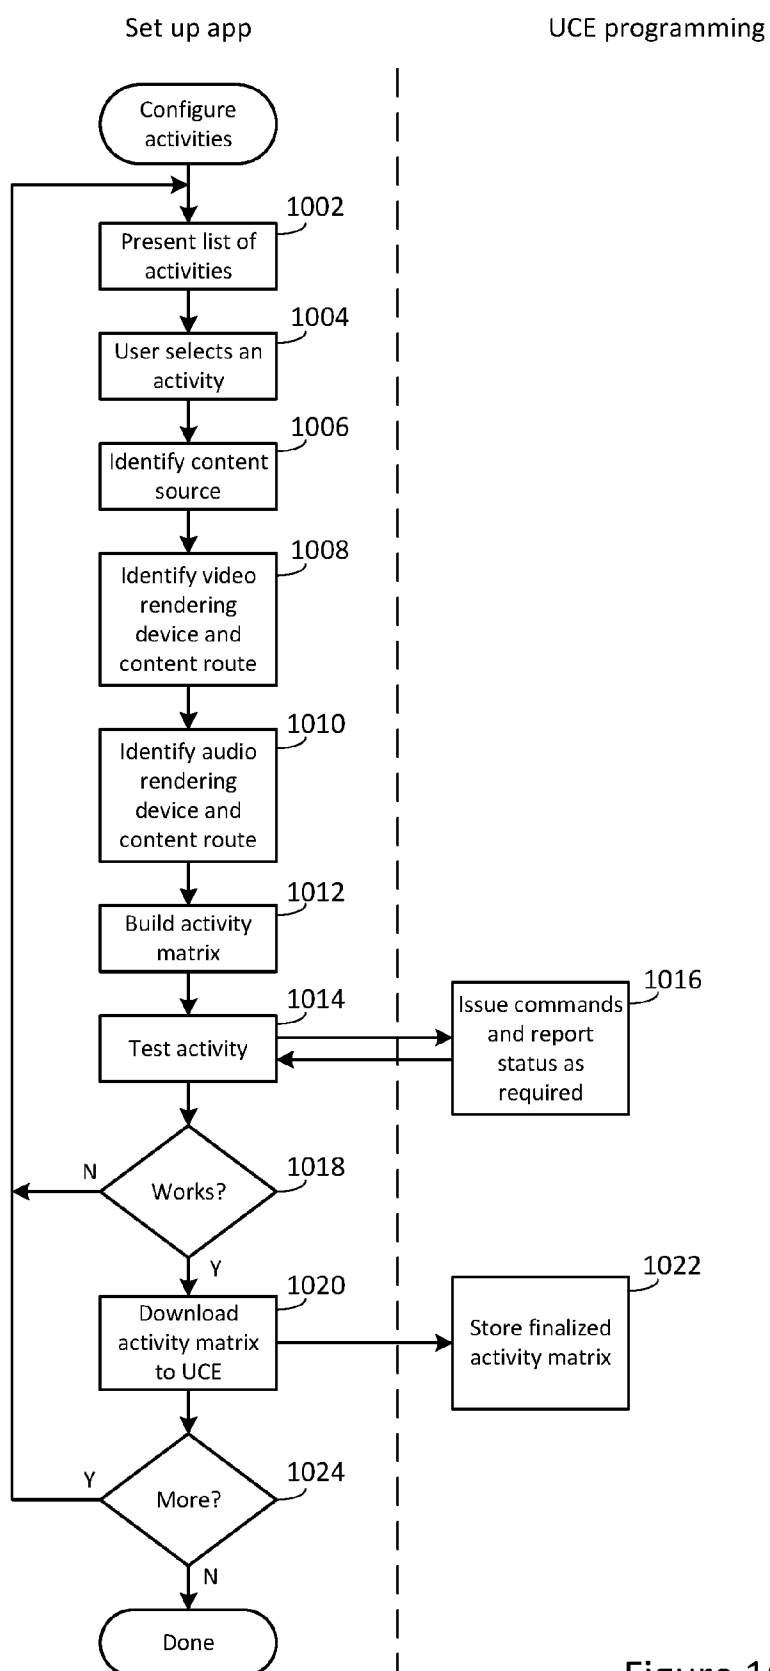 Set up app
UCE programming
Configure
activities
1002
Present list of
activities
1004
User selects an
activity
1006
Identify content
source
1008
Identify video
rendering
device and
content route
1010
Identify audio
rendering
device and
content route
1012
Build activity
matrix
1014
Test activity
1016
Issue commands
and report
status as
required
N
Works?
1018
Y
1020
Download
activity matrix
to UCE
1022
Store finalized
activity matrix
Y
More?
1024
N
Done
Figure